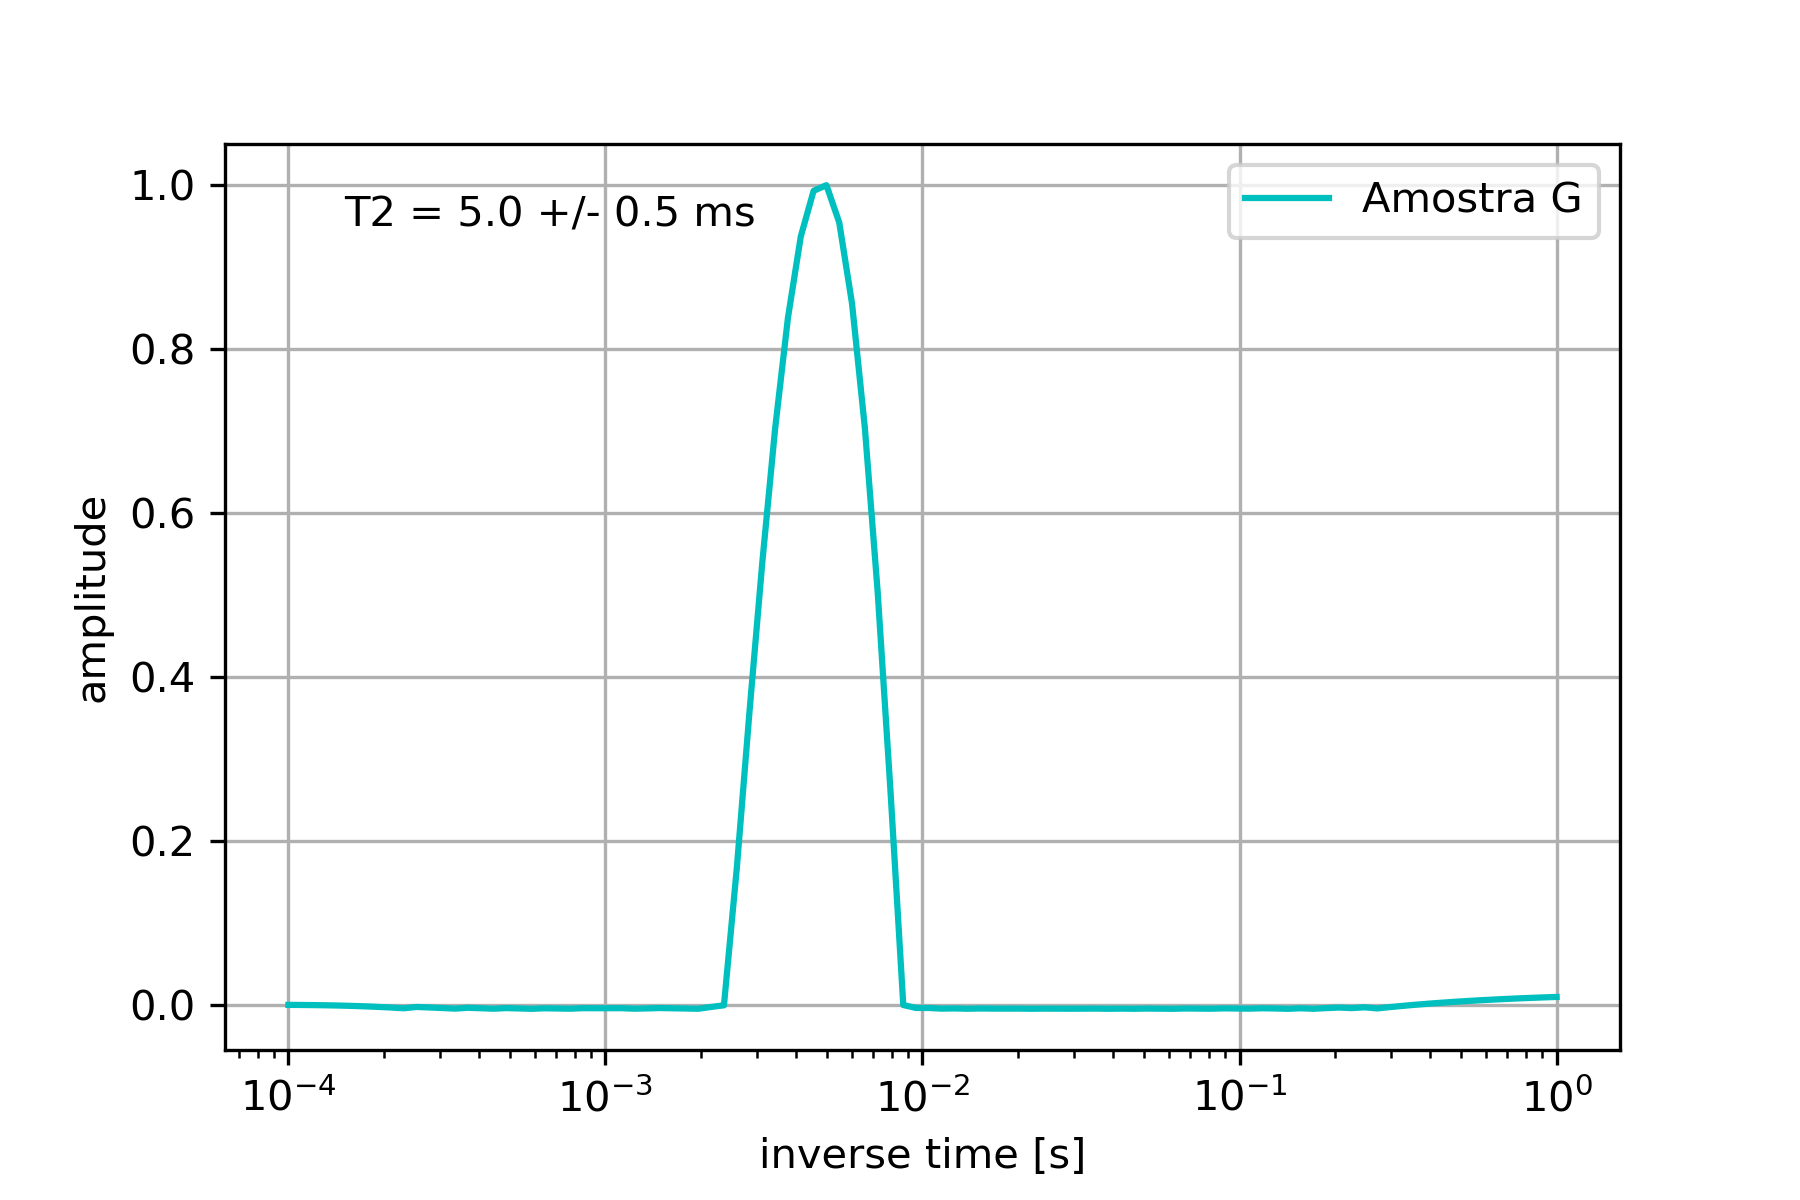 T2 = 5.0 +/- 0.5 ms
Amostra G
1.0
0.8
0.6
0.4
0.2
0.0
amplitude
10⁻⁴ 10⁻³ 10⁻² 10⁻¹ 10⁰
inverse time [s]